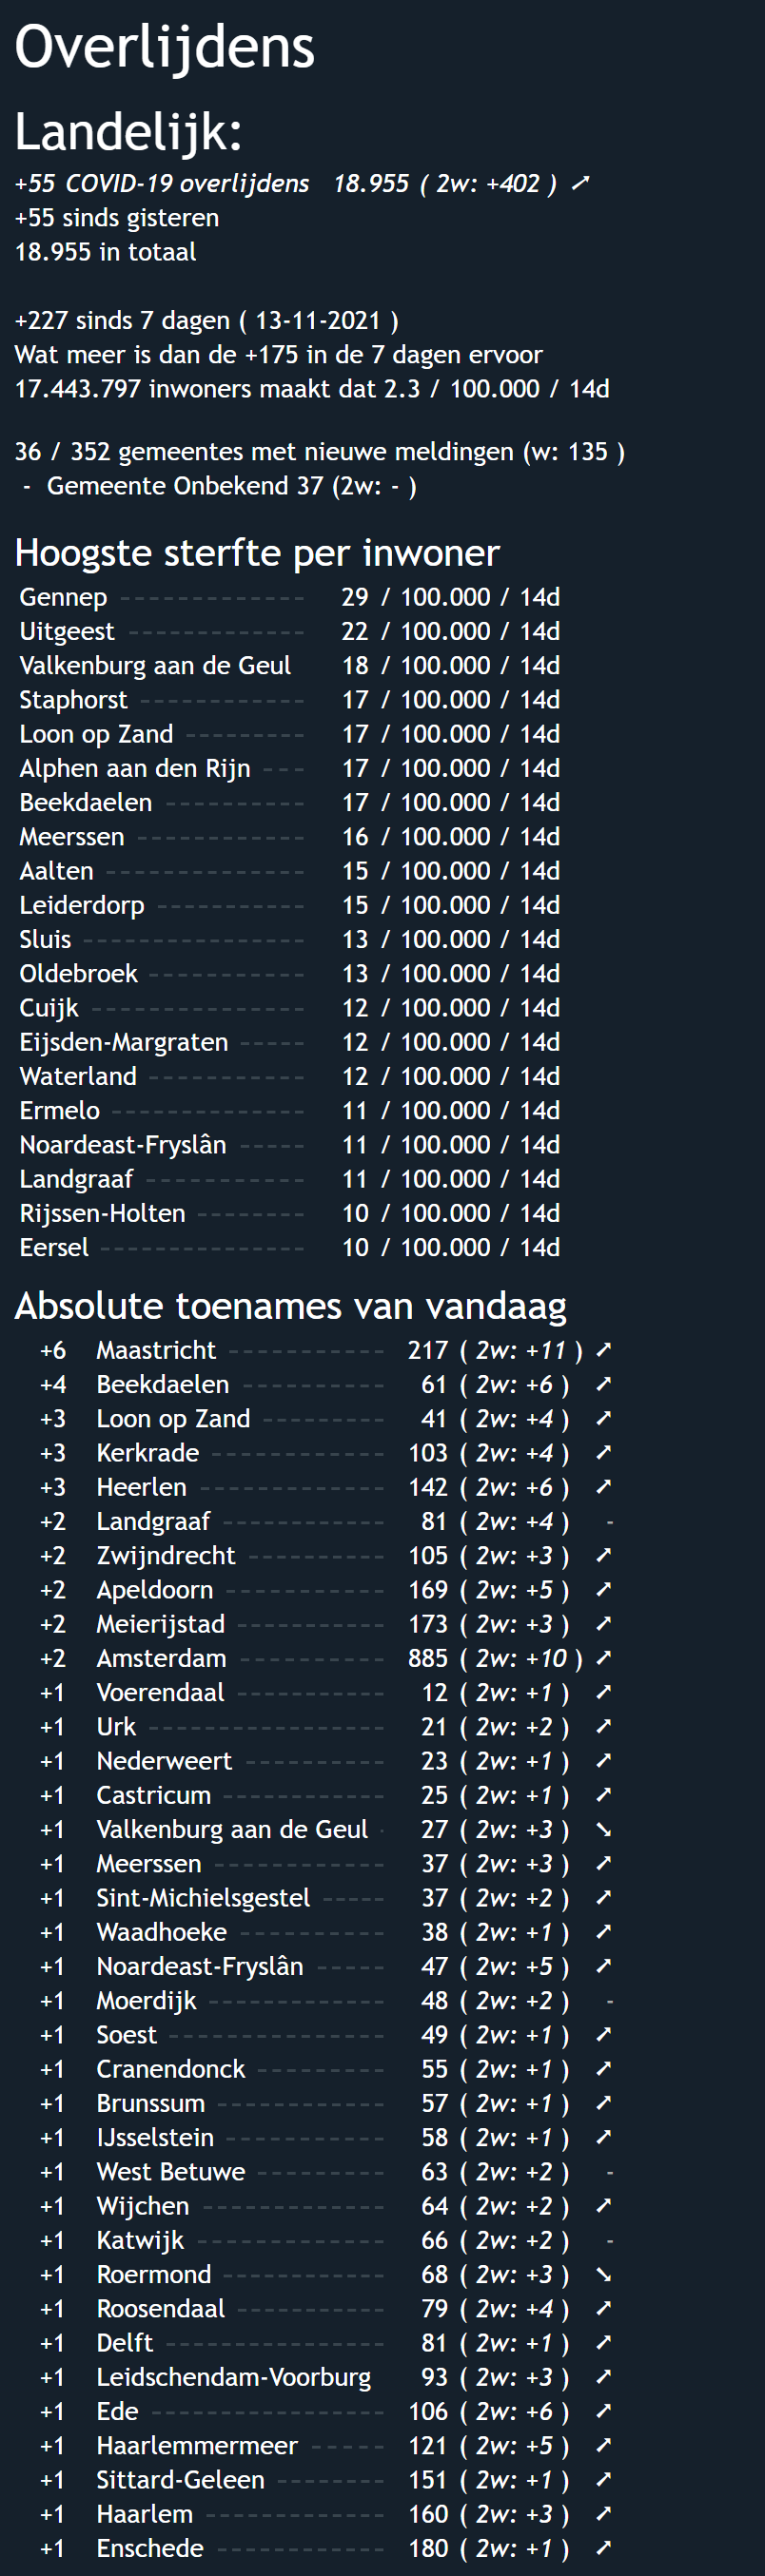 Overlijdens
Landelijk:
+55 COVID-19 overlijdens 18.955 ( 2w: +402 ) ➚
+55 sinds gisteren
18.955 in totaal
+227 sinds 7 dagen ( 13-11-2021 )
Wat meer is dan de +175 in de 7 dagen ervoor
17.443.797 inwoners maakt dat 2.3 / 100.000 / 14d
36 / 352 gemeentes met nieuwe meldingen (w: 135 )
- Gemeente Onbekend 37 (2w: - )
Hoogste sterfte per inwoner
Gennep ------------- 29 / 100.000 / 14d
Uitgeest ------------ 22 / 100.000 / 14d
Valkenburg aan de Geul 18 / 100.000 / 14d
Staphorst ----------- 17 / 100.000 / 14d
Loon op Zand -------- 17 / 100.000 / 14d
Alphen aan den Rijn --- 17 / 100.000 / 14d
Beekdaelen ---------- 17 / 100.000 / 14d
Meerssen ------------ 16 / 100.000 / 14d
Aalten -------------- 15 / 100.000 / 14d
Leiderdorp ---------- 15 / 100.000 / 14d
Sluis --------------- 13 / 100.000 / 14d
Oldebroek ----------- 13 / 100.000 / 14d
Cuijk --------------- 12 / 100.000 / 14d
Eijsden-Margraten ----- 12 / 100.000 / 14d
Waterland ----------- 12 / 100.000 / 14d
Ermelo ------------- 11 / 100.000 / 14d
Noardeast-Fryslân ----- 11 / 100.000 / 14d
Landgraaf ----------- 11 / 100.000 / 14d
Rijssen-Holten ------- 10 / 100.000 / 14d
Eersel -------------- 10 / 100.000 / 14d
Absolute toenames van vandaag
+6 Maastricht ----------- 217 ( 2w: +11 ) ➚
+4 Beekdaelen ---------- 61 ( 2w: +6 ) ➚
+3 Loon op Zand -------- 41 ( 2w: +4 ) ➚
+3 Kerkrade ------------ 103 ( 2w: +4 ) ➚
+3 Heerlen ------------- 142 ( 2w: +6 ) ➚
+2 Landgraaf ----------- 81 ( 2w: +4 ) -
+2 Zwijndrecht --------- 105 ( 2w: +3 ) ➚
+2 Apeldoorn ----------- 169 ( 2w: +5 ) ➚
+2 Meierijstad ---------- 173 ( 2w: +3 ) ➚
+2 Amsterdam ---------- 885 ( 2w: +10 ) ➚
+1 Voerendaal ---------- 12 ( 2w: +1 ) ➚
+1 Urk ---------------- 21 ( 2w: +2 ) ➚
+1 Nederweert ---------- 23 ( 2w: +1 ) ➚
+1 Castricum ----------- 25 ( 2w: +1 ) ➚
+1 Valkenburg aan de Geul - 27 ( 2w: +3 ) ➘
+1 Meerssen ------------ 37 ( 2w: +3 ) ➚
+1 Sint-Michielsgestel ----- 37 ( 2w: +2 ) ➚
+1 Waadhoeke ---------- 38 ( 2w: +1 ) ➚
+1 Noardeast-Fryslân ----- 47 ( 2w: +5 ) ➚
+1 Moerdijk ------------ 48 ( 2w: +2 ) -
+1 Soest --------------- 49 ( 2w: +1 ) ➚
+1 Cranendonck --------- 55 ( 2w: +1 ) ➚
+1 Brunssum ------------ 57 ( 2w: +1 ) ➚
+1 IJsselstein ----------- 58 ( 2w: +1 ) ➚
+1 West Betuwe --------- 63 ( 2w: +2 ) -
+1 Wijchen ------------- 64 ( 2w: +2 ) ➚
+1 Katwijk ------------- 66 ( 2w: +2 ) -
+1 Roermond ----------- 68 ( 2w: +3 ) ➘
+1 Roosendaal ---------- 79 ( 2w: +4 ) ➚
+1 Delft --------------- 81 ( 2w: +1 ) ➚
+1 Leidschendam-Voorburg 93 ( 2w: +3 ) ➚
+1 Ede ---------------- 106 ( 2w: +6 ) ➚
+1 Haarlemmermeer ----- 121 ( 2w: +5 ) ➚
+1 Sittard-Geleen -------- 151 ( 2w: +1 ) ➚
+1 Haarlem ------------- 160 ( 2w: +3 ) ➚
+1 Enschede ------------ 180 ( 2w: +1 ) ➚